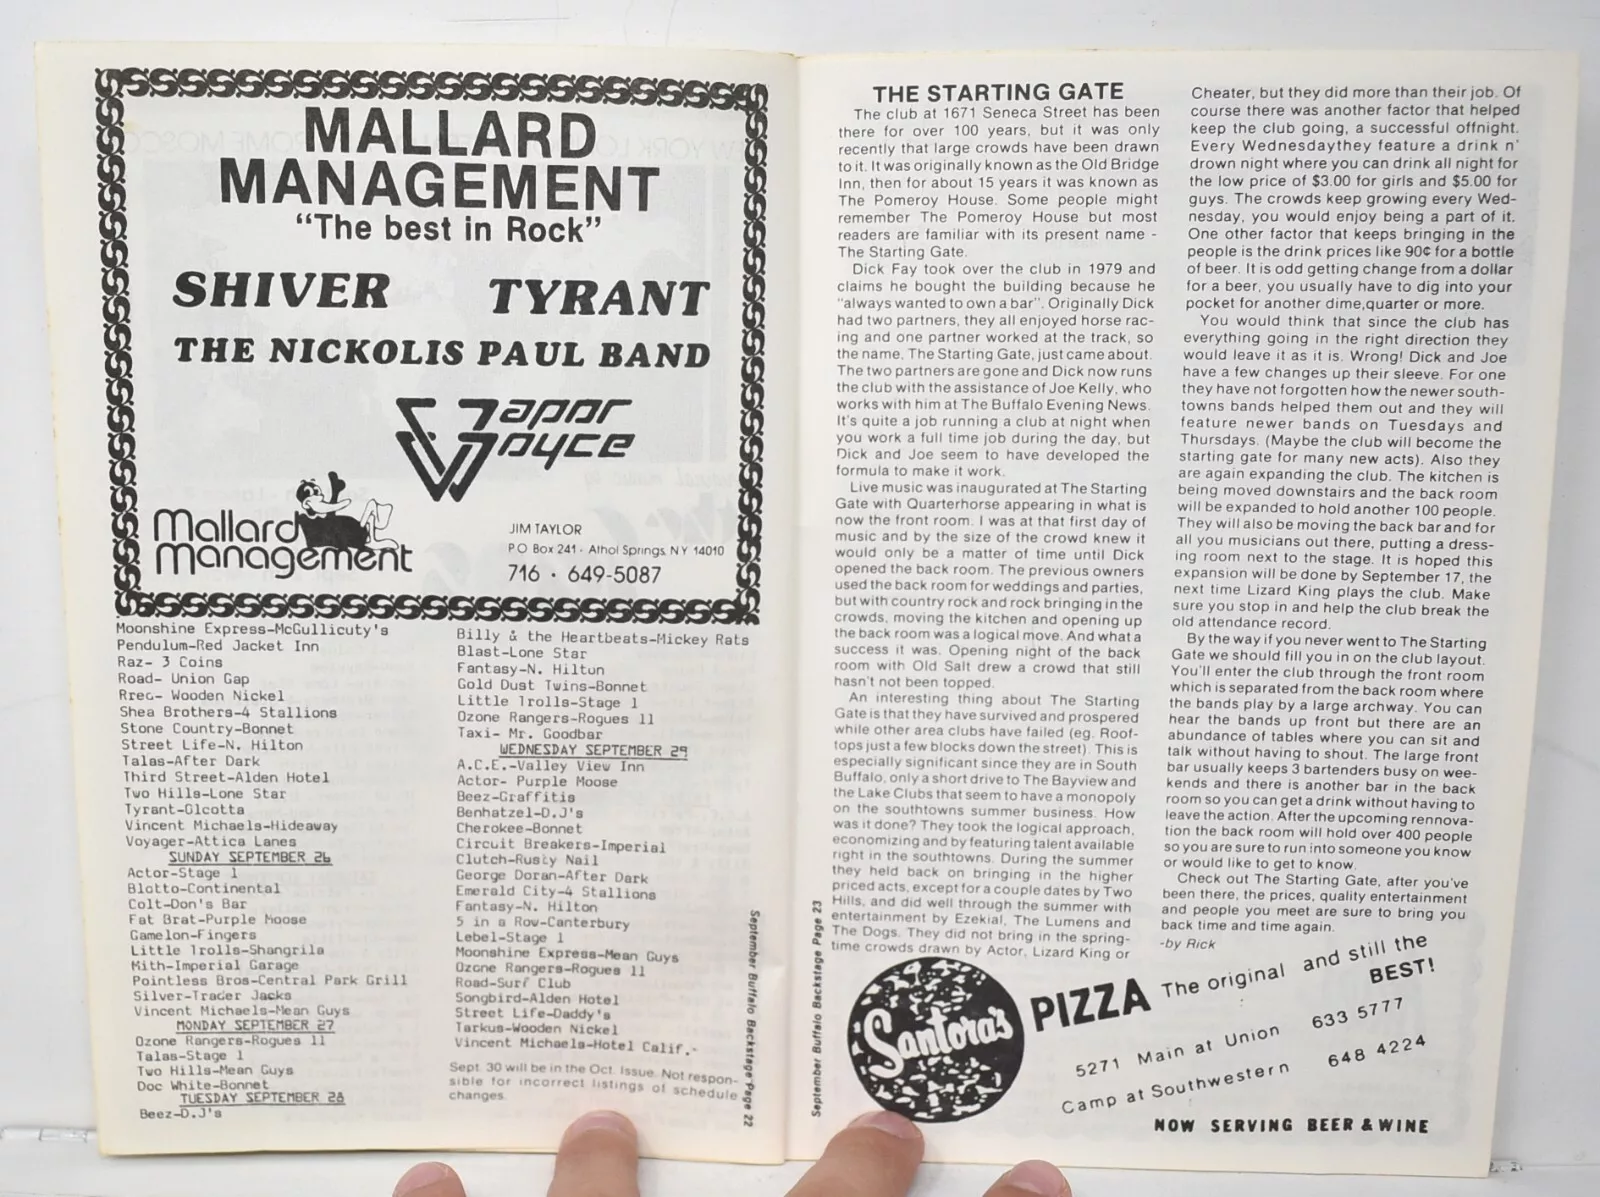 MALLARD
MANAGEMENT
"The best in Rock"
SHIVER TYRANT
THE NICKOLIS PAUL BAND
Vapor
Joyce
Mallard
Management
JIM TAYLOR
P O Box 241 · Athol Springs, NY 14010
716 · 649-5087
Moonshine Express-McGullicuty's
Pendulum-Red Jacket Inn
Raz- 3 Coins
Road- Union Gap
Rrec- Wooden Nickel
Shea Brothers-4 Stallions
Stone Country-Bonnet
Street Life-N. Hilton
Talas-After Dark
Third Street-Alden Hotel
Two Hills-Lone Star
Tyrant-Olcotta
Vincent Michaels-Hideaway
Voyager-Attica Lanes
SUNDAY SEPTEMBER 26
Actor-Stage 1
Blotto-Continental
Colt-Don's Bar
Fat Brat-Purple Moose
Gamelon-Fingers
Little Trolls-Shangrila
Mith-Imperial Garage
Pointless Bros-Central Park Grill
Silver-Trader Jacks
Vincent Michaels-Mean Guys
MONDAY SEPTEMBER 27
Ozone Rangers-Rogues 11
Talas-Stage 1
Two Hills-Mean Guys
Doc White-Bonnet
TUESDAY SEPTEMBER 28
Beez-D.J's
Billy & the Heartbeats-Mickey Rats
Blast-Lone Star
Fantasy-N. Hilton
Gold Dust Twins-Bonnet
Little Trolls-Stage 1
Ozone Rangers-Rogues 11
Taxi- Mr. Goodbar
WEDNESDAY SEPTEMBER 29
A.C.E.-Valley View Inn
Actor- Purple Moose
Beez-Graffitis
Benhatzel-D.J's
Cherokee-Bonnet
Circuit Breakers-Imperial
Clutch-Rusty Nail
George Doran-After Dark
Emerald City-4 Stallions
Fantasy-N. Hilton
5 in a Row-Canterbury
Lebel-Stage 1
Moonshine Express-Mean Guys
Ozone Rangers-Rogues 11
Road-Surf Club
Songbird-Alden Hotel
Street Life-Daddy's
Tarkus-Wooden Nickel
Vincent Michaels-Hotel Calif.-
Sept. 30 will be in the Oct. Issue. Not respon-
sible for incorrect listings of schedule
changes.
September Buffalo Backstage Page 22
THE STARTING GATE
The club at 1671 Seneca Street has been
there for over 100 years, but it was only
recently that large crowds have been drawn
to it. It was originally known as the Old Bridge
Inn, then for about 15 years it was known as
The Pomeroy House. Some people might
remember The Pomeroy House but most
readers are familiar with its present name -
The Starting Gate.
Dick Fay took over the club in 1979 and
claims he bought the building because he
"always wanted to own a bar". Originally Dick
had two partners, they all enjoyed horse rac-
ing and one partner worked at the track, so
the name, The Starting Gate, just came about.
The two partners are gone and Dick now runs
the club with the assistance of Joe Kelly, who
works with him at The Buffalo Evening News.
It's quite a job running a club at night when
you work a full time job during the day, but
Dick and Joe seem to have developed the
formula to make it work.
Live music was inaugurated at The Starting
Gate with Quarterhorse appearing in what is
now the front room. I was at that first day of
music and by the size of the crowd knew it
would only be a matter of time until Dick
opened the back room. The previous owners
used the back room for weddings and parties,
but with country rock and rock bringing in the
crowds, moving the kitchen and opening up
the back room was a logical move. And what a
success it was. Opening night of the back
room with Old Salt drew a crowd that still
hasn't not been topped.
An interesting thing about The Starting
Gate is that they have survived and prospered
while other area clubs have failed (eg. Roof-
tops just a few blocks down the street). This is
especially significant since they are in South
Buffalo, only a short drive to The Bayview and
the Lake Clubs that seem to have a monopoly
on the southtowns summer business. How
was it done? They took the logical approach,
economizing and by featuring talent available
right in the southtowns. During the summer
they held back on bringing in the higher
priced acts, except for a couple dates by Two
Hills, and did well through the summer with
entertainment by Ezekial, The Lumens and
The Dogs. They did not bring in the spring-
time crowds drawn by Actor, Lizard King or
Cheater, but they did more than their job. Of
course there was another factor that helped
keep the club going, a successful offnight.
Every Wednesdaythey feature a drink n'
drown night where you can drink all night for
the low price of $3.00 for girls and $5.00 for
guys. The crowds keep growing every Wed-
nesday, you would enjoy being a part of it.
One other factor that keeps bringing in the
people is the drink prices like 90¢ for a bottle
of beer. It is odd getting change from a dollar
for a beer, you usually have to dig into your
pocket for another dime,quarter or more.
You would think that since the club has
everything going in the right direction they
would leave it as it is. Wrong! Dick and Joe
have a few changes up their sleeve. For one
they have not forgotten how the newer south-
towns bands helped them out and they will
feature newer bands on Tuesdays and
Thursdays. (Maybe the club will become the
starting gate for many new acts). Also they
are again expanding the club. The kitchen is
being moved downstairs and the back room
will be expanded to hold another 100 people.
They will also be moving the back bar and for
all you musicians out there, putting a dress-
ing room next to the stage. It is hoped this
expansion will be done by September 17, the
next time Lizard King plays the club. Make
sure you stop in and help the club break the
old attendance record.
By the way if you never went to The Starting
Gate we should fill you in on the club layout.
You'll enter the club through the front room
which is separated from the back room where
the bands play by a large archway. You can
hear the bands up front but there are an
abundance of tables where you can sit and
talk without having to shout. The large front
bar usually keeps 3 bartenders busy on wee-
kends and there is another bar in the back
room so you can get a drink without having to
leave the action. After the upcoming rennova-
tion the back room will hold over 400 people
so you are sure to run into someone you know
or would like to get to know.
Check out The Starting Gate, after you've
been there, the prices, quality entertainment
and people you meet are sure to bring you
back time and time again.
-by Rick
September Buffalo Backstage Page 23
Santora's
PIZZA The original and still the
BEST!
5271 Main at Union 633 5777
Camp at Southwestern 648 4224
NOW SERVING BEER & WINE